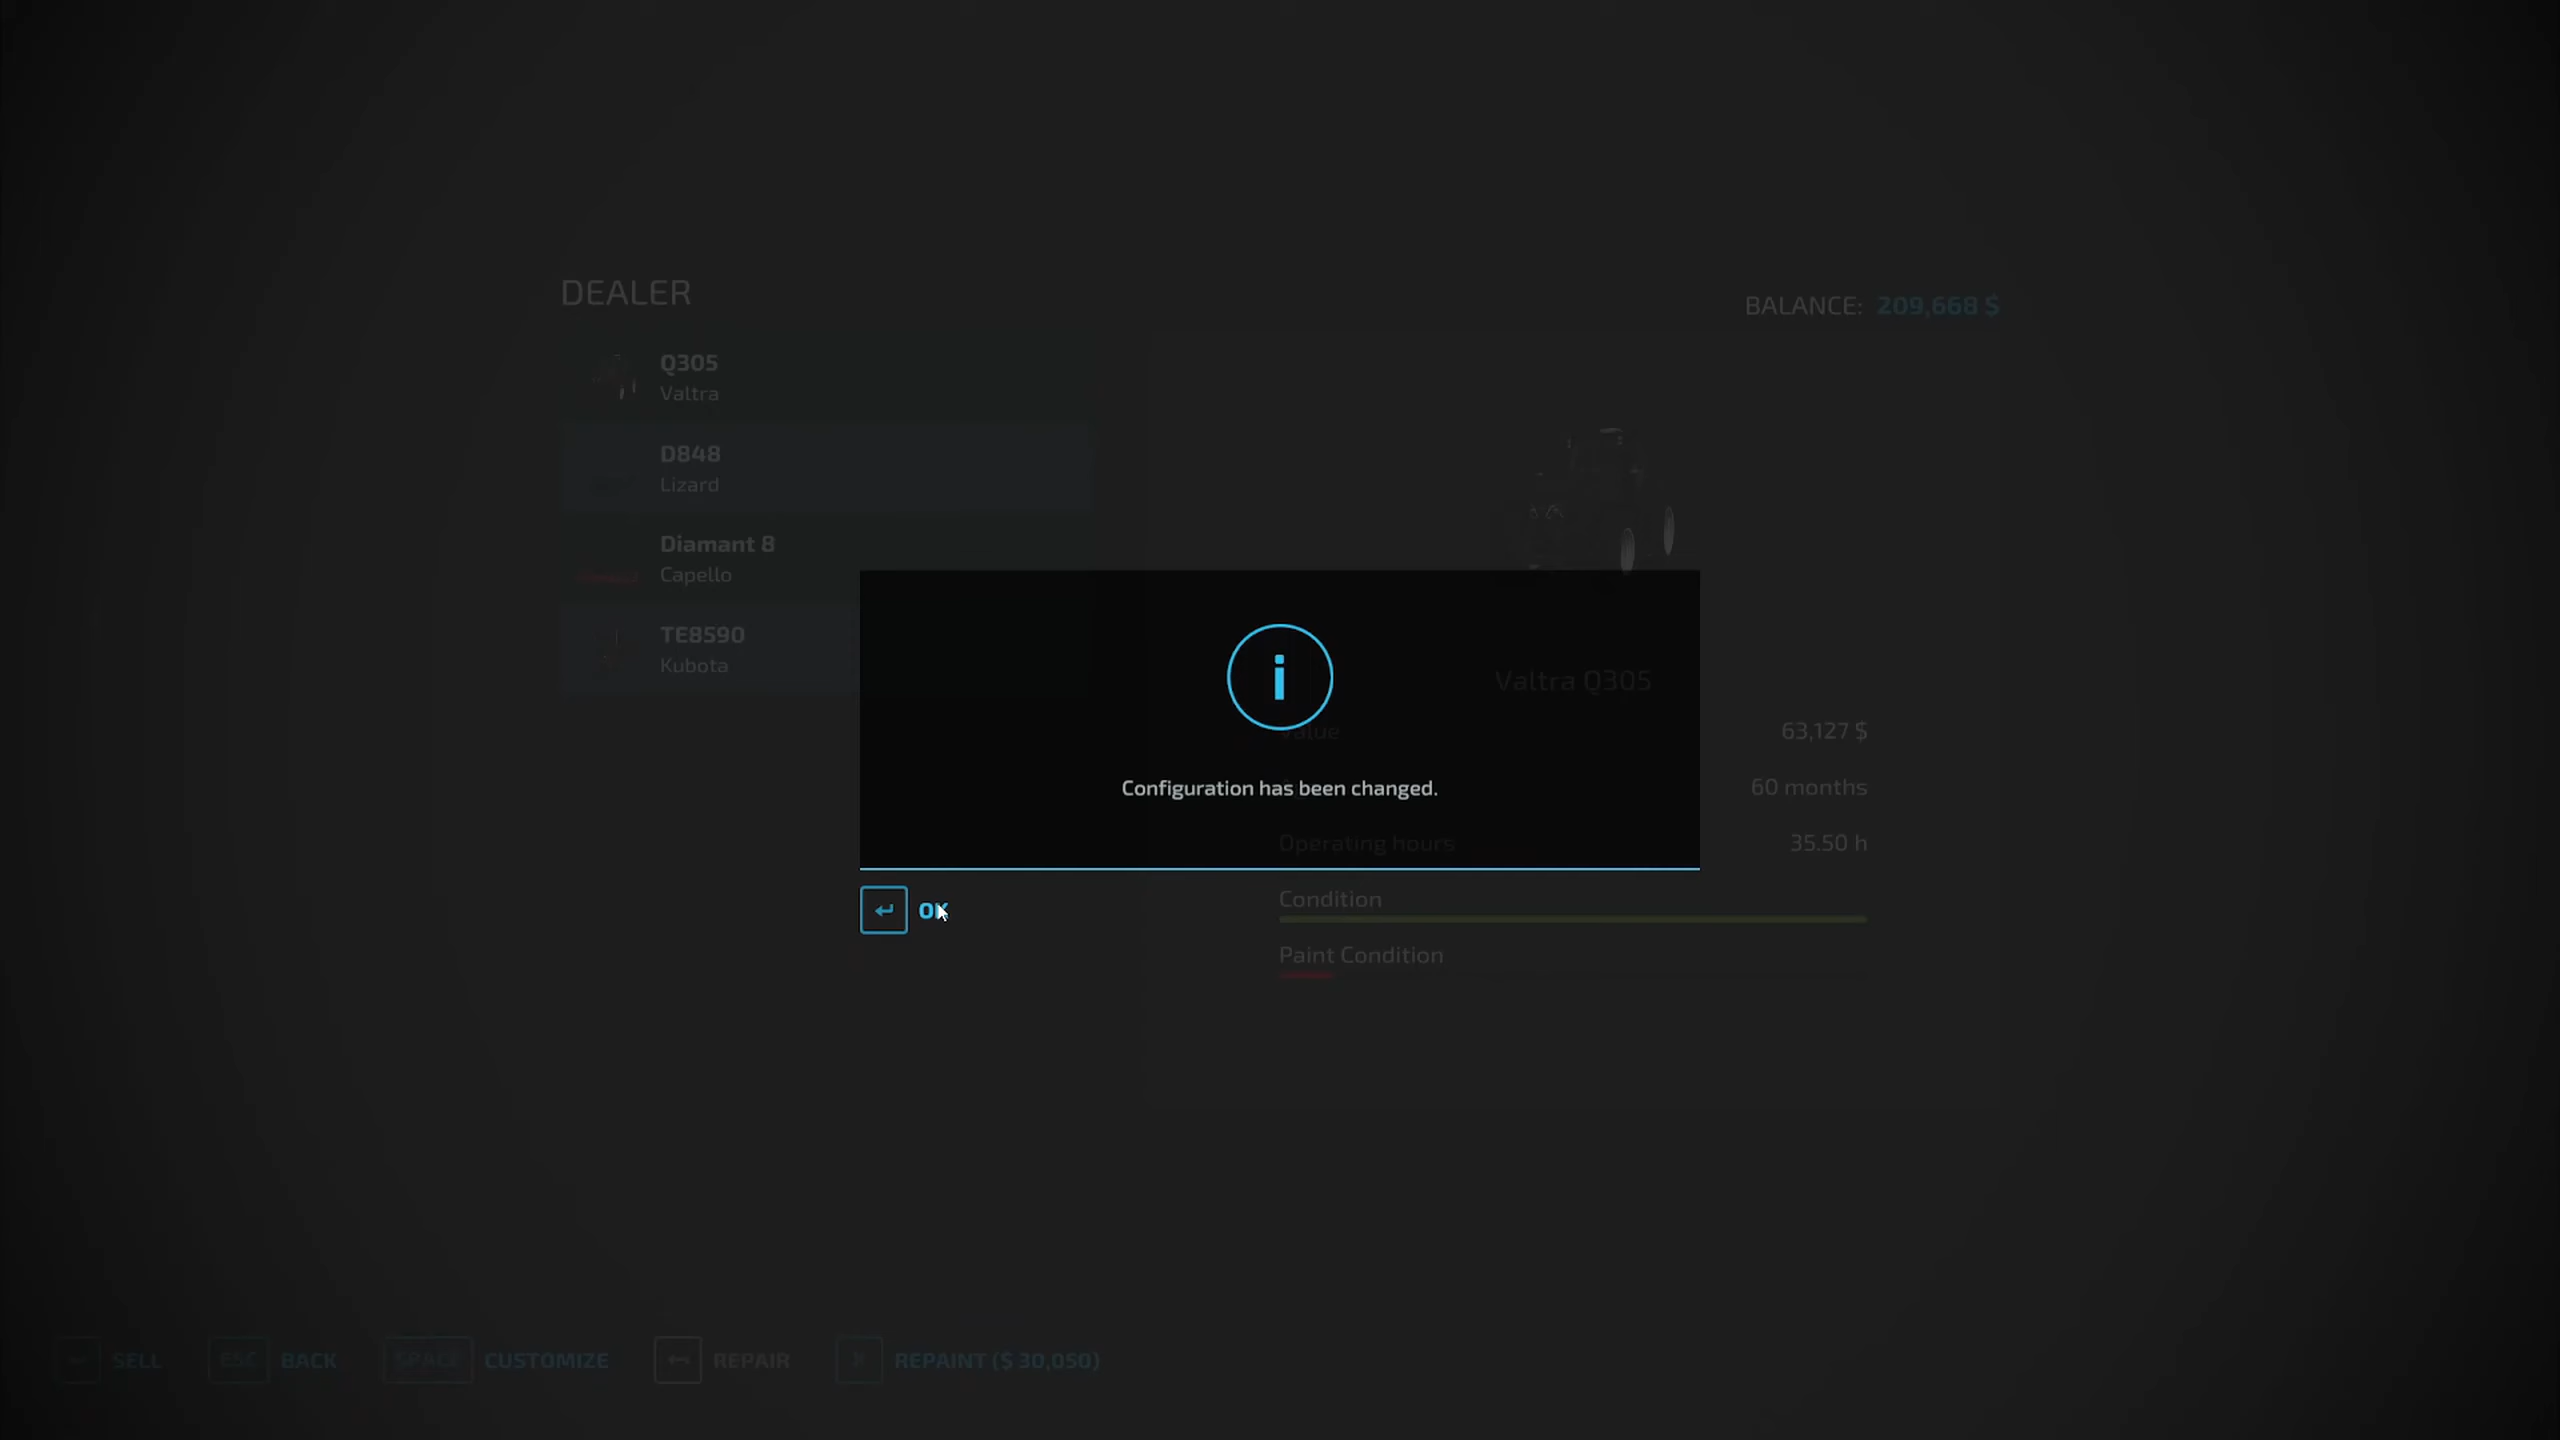 DEALER
BALANCE: 209,668 $
Q305
Valtra
D848
Lizard
Diamant 8
Capello
TE8590
Kubota
i
Valtra Q305
Value
63,127 $
Configuration has been changed.
60 months
Operating hours
35.50 h
Condition
OK
Paint Condition
SELL
ESC BACK
SPACE CUSTOMIZE
REPAIR
X REPAINT ($ 30,050)